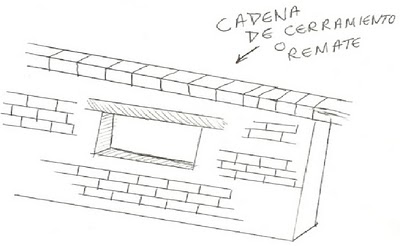 CADENA
DE CERRAMIENTO
O
REMATE